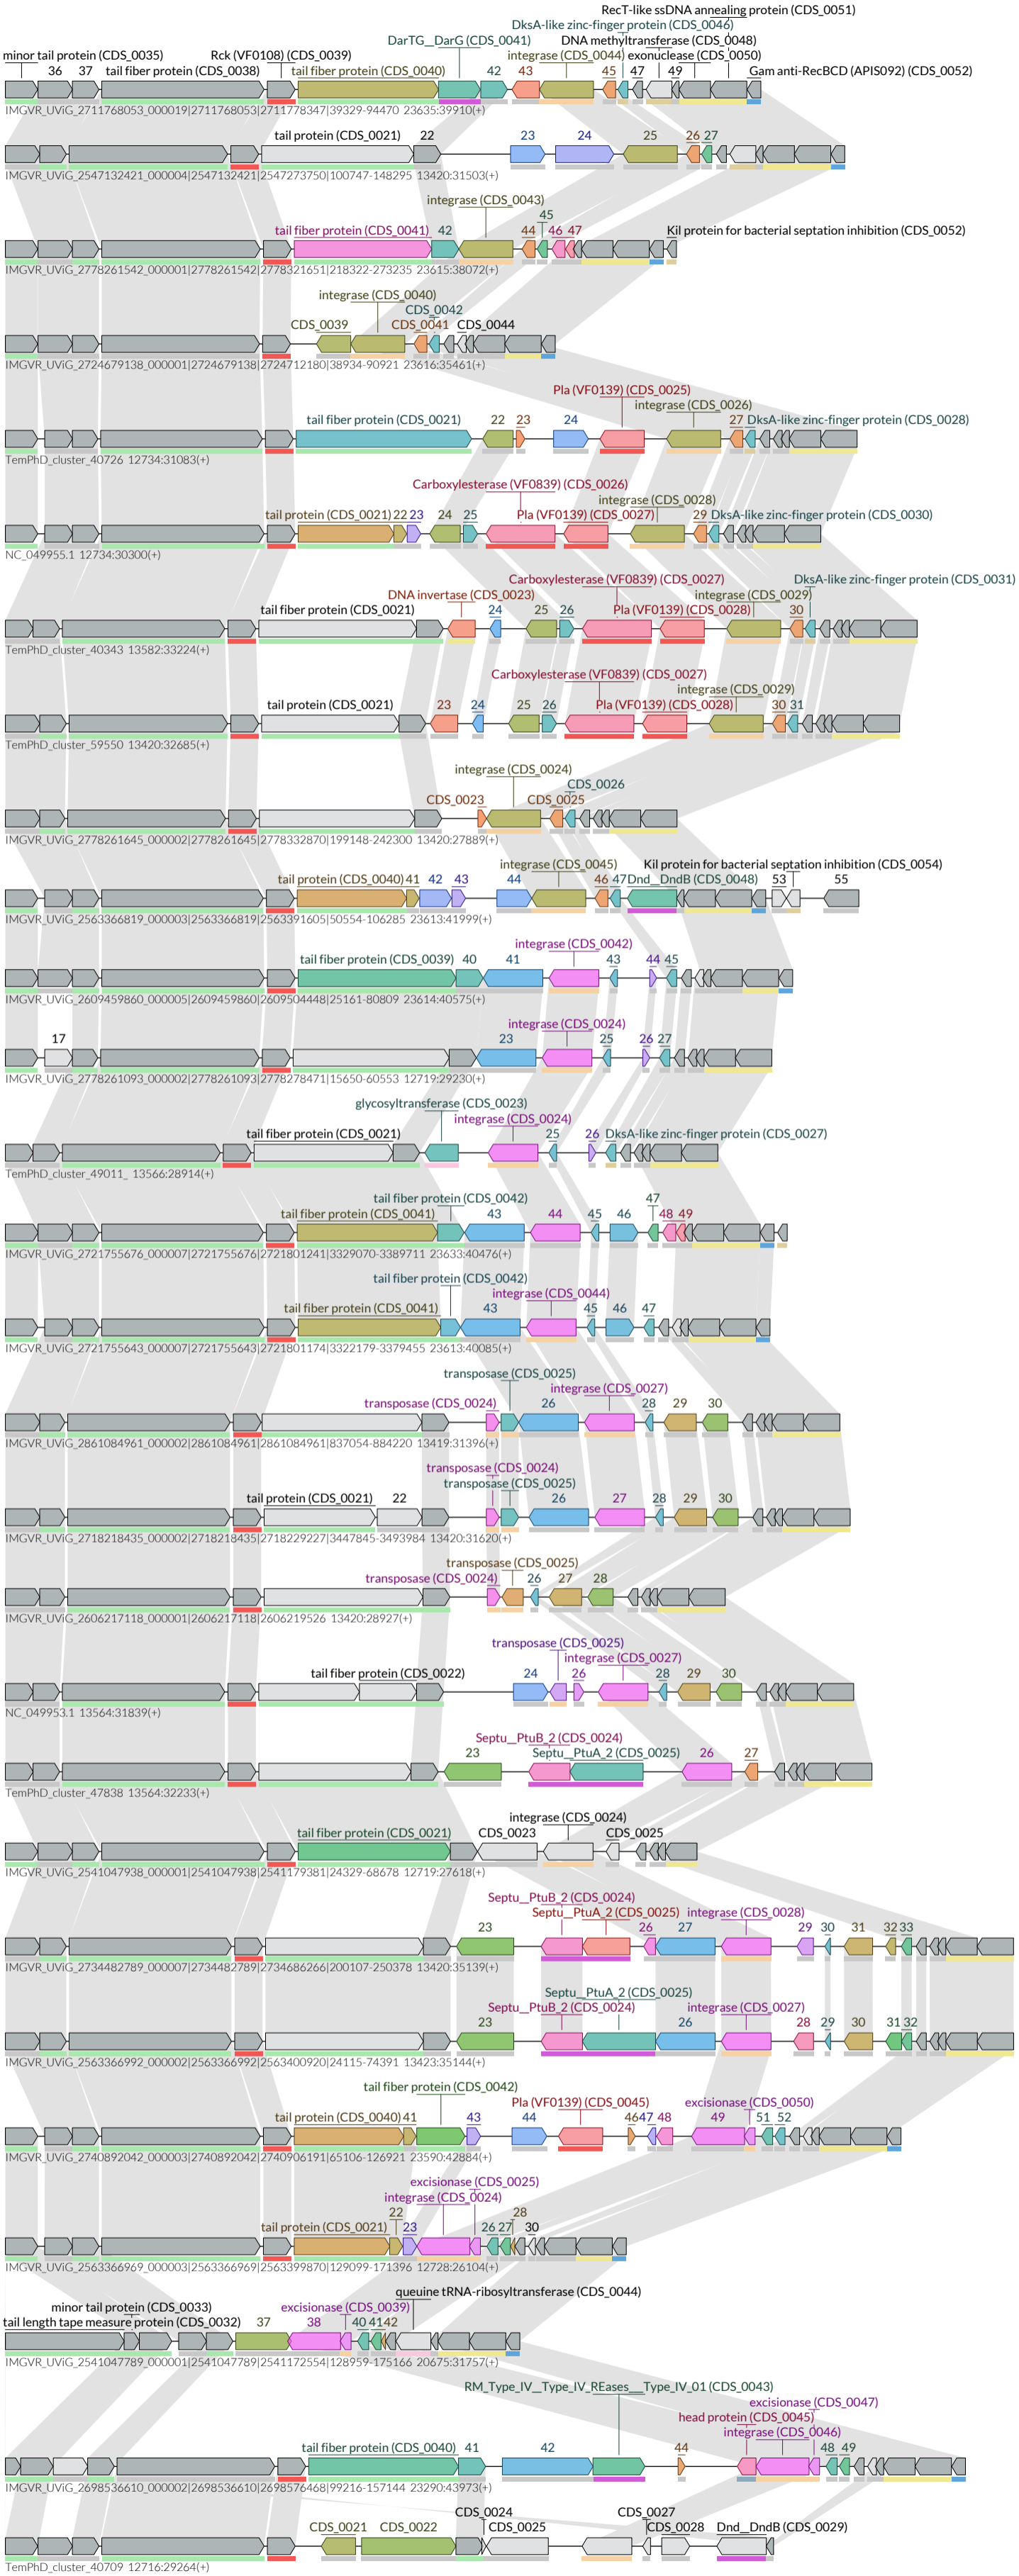 RecT-like ssDNA annealing protein (CDS_0051)
DksA-like zinc-finger protein (CDS_0046)
DarTG__DarG (CDS_0041) DNA methyltransferase (CDS_0048)
minor tail protein (CDS_0035) Rck (VF0108) (CDS_0039) integrase (CDS_0044) exonuclease (CDS_0050)
36 37 tail fiber protein (CDS_0038) tail fiber protein (CDS_0040) 42 43 45 47 49 Gam anti-RecBCD (APIS092) (CDS_0052)
IMGVR_UViG_2711768053_000019|2711768053|2711778347|39329-94470 23635:39910(+)
tail protein (CDS_0021) 22 23 24 25 26 27
IMGVR_UViG_2547132421_000004|2547132421|2547273750|100747-148295 13420:31503(+)
integrase (CDS_0043)
45
tail fiber protein (CDS_0041) 42 44 46 47 Kil protein for bacterial septation inhibition (CDS_0052)
IMGVR_UViG_2778261542_000001|2778261542|2778321651|218322-273235 23615:38072(+)
integrase (CDS_0040)
CDS_0042
CDS_0039 CDS_0041 CDS_0044
IMGVR_UViG_2724679138_000001|2724679138|2724712180|38934-90921 23616:35461(+)
Pla (VF0139) (CDS_0025)
integrase (CDS_0026)
tail fiber protein (CDS_0021) 22 23 24 27 DksA-like zinc-finger protein (CDS_0028)
TemPhD_cluster_40726 12734:31083(+)
Carboxylesterase (VF0839) (CDS_0026)
integrase (CDS_0028)
tail protein (CDS_0021) 22 23 24 25 Pla (VF0139) (CDS_0027) 29 DksA-like zinc-finger protein (CDS_0030)
NC_049955.1 12734:30300(+)
Carboxylesterase (VF0839) (CDS_0027) DksA-like zinc-finger protein (CDS_0031)
DNA invertase (CDS_0023) integrase (CDS_0029)
tail fiber protein (CDS_0021) 24 25 26 Pla (VF0139) (CDS_0028) 30
TemPhD_cluster_40343 13582:33224(+)
Carboxylesterase (VF0839) (CDS_0027)
integrase (CDS_0029)
tail protein (CDS_0021) 23 24 25 26 Pla (VF0139) (CDS_0028) 30 31
TemPhD_cluster_59550 13420:32685(+)
integrase (CDS_0024)
CDS_0026
CDS_0023 CDS_0025
IMGVR_UViG_2778261645_000002|2778261645|2778332870|199148-242300 13420:27889(+)
integrase (CDS_0045) Kil protein for bacterial septation inhibition (CDS_0054)
tail protein (CDS_0040) 41 42 43 44 46 47 Dnd__DndB (CDS_0048) 53 55
IMGVR_UViG_2563366819_000003|2563366819|2563391605|50554-106285 23613:41999(+)
integrase (CDS_0042)
tail fiber protein (CDS_0039) 40 41 43 44 45
IMGVR_UViG_2609459860_000005|2609459860|2609504448|25161-80809 23614:40575(+)
integrase (CDS_0024)
17 23 25 26 27
IMGVR_UViG_2778261093_000002|2778261093|2778278471|15650-60553 12719:29230(+)
glycosyltransferase (CDS_0023)
integrase (CDS_0024)
tail fiber protein (CDS_0021) 25 26 DksA-like zinc-finger protein (CDS_0027)
TemPhD_cluster_49011_ 13566:28914(+)
tail fiber protein (CDS_0042) 47
tail fiber protein (CDS_0041) 43 44 45 46 48 49
IMGVR_UViG_2721755676_000007|2721755676|2721801241|3329070-3389711 23633:40476(+)
tail fiber protein (CDS_0042)
integrase (CDS_0044)
tail fiber protein (CDS_0041) 43 45 46 47
IMGVR_UViG_2721755643_000007|2721755643|2721801174|3322179-3379455 23613:40085(+)
transposase (CDS_0025)
integrase (CDS_0027)
transposase (CDS_0024) 26 28 29 30
IMGVR_UViG_2861084961_000002|2861084961|2861084961|837054-884220 13419:31396(+)
transposase (CDS_0024)
transposase (CDS_0025)
tail protein (CDS_0021) 22 26 27 28 29 30
IMGVR_UViG_2718218435_000002|2718218435|2718229227|3447845-3493984 13420:31620(+)
transposase (CDS_0025)
transposase (CDS_0024) 26 27 28
IMGVR_UViG_2606217118_000001|2606217118|2606219526 13420:28927(+)
transposase (CDS_0025)
integrase (CDS_0027)
tail fiber protein (CDS_0022) 24 26 28 29 30
NC_049953.1 13564:31839(+)
Septu__PtuB_2 (CDS_0024)
23 Septu__PtuA_2 (CDS_0025) 26 27
TemPhD_cluster_47838 13564:32233(+)
integrase (CDS_0024)
tail fiber protein (CDS_0021) CDS_0023 CDS_0025
IMGVR_UViG_2541047938_000001|2541047938|2541179381|24329-68678 12719:27618(+)
Septu__PtuB_2 (CDS_0024)
Septu__PtuA_2 (CDS_0025) integrase (CDS_0028)
23 26 27 29 30 31 32 33
IMGVR_UViG_2734482789_000007|2734482789|2734686266|200107-250378 13420:35139(+)
Septu__PtuA_2 (CDS_0025)
Septu__PtuB_2 (CDS_0024) integrase (CDS_0027)
23 26 28 29 30 31 32
IMGVR_UViG_2563366992_000002|2563366992|2563400920|24115-74391 13423:35144(+)
tail fiber protein (CDS_0042)
Pla (VF0139) (CDS_0045) excisionase (CDS_0050)
tail protein (CDS_0040) 41 43 44 46 47 48 49 51 52
IMGVR_UViG_2740892042_000003|2740892042|2740906191|65106-126921 23590:42884(+)
excisionase (CDS_0025)
integrase (CDS_0024)
22 28
tail protein (CDS_0021) 23 26 27 30
IMGVR_UViG_2563366969_000003|2563366969|2563399870|129099-171396 12728:26104(+)
queuine tRNA-ribosyltransferase (CDS_0044)
minor tail protein (CDS_0033) excisionase (CDS_0039)
tail length tape measure protein (CDS_0032) 37 38 40 41 42
IMGVR_UViG_2541047789_000001|2541047789|2541172554|128959-175166 20675:31757(+)
RM_Type_IV__Type_IV_REases___Type_IV_01 (CDS_0043)
excisionase (CDS_0047)
head protein (CDS_0045)
integrase (CDS_0046)
tail fiber protein (CDS_0040) 41 42 44 48 49
IMGVR_UViG_2698536610_000002|2698536610|2698576468|99216-157144 23290:43973(+)
CDS_0024 CDS_0027
CDS_0021 CDS_0022 CDS_0025 CDS_0028 Dnd__DndB (CDS_0029)
TemPhD_cluster_40709 12716:29264(+)